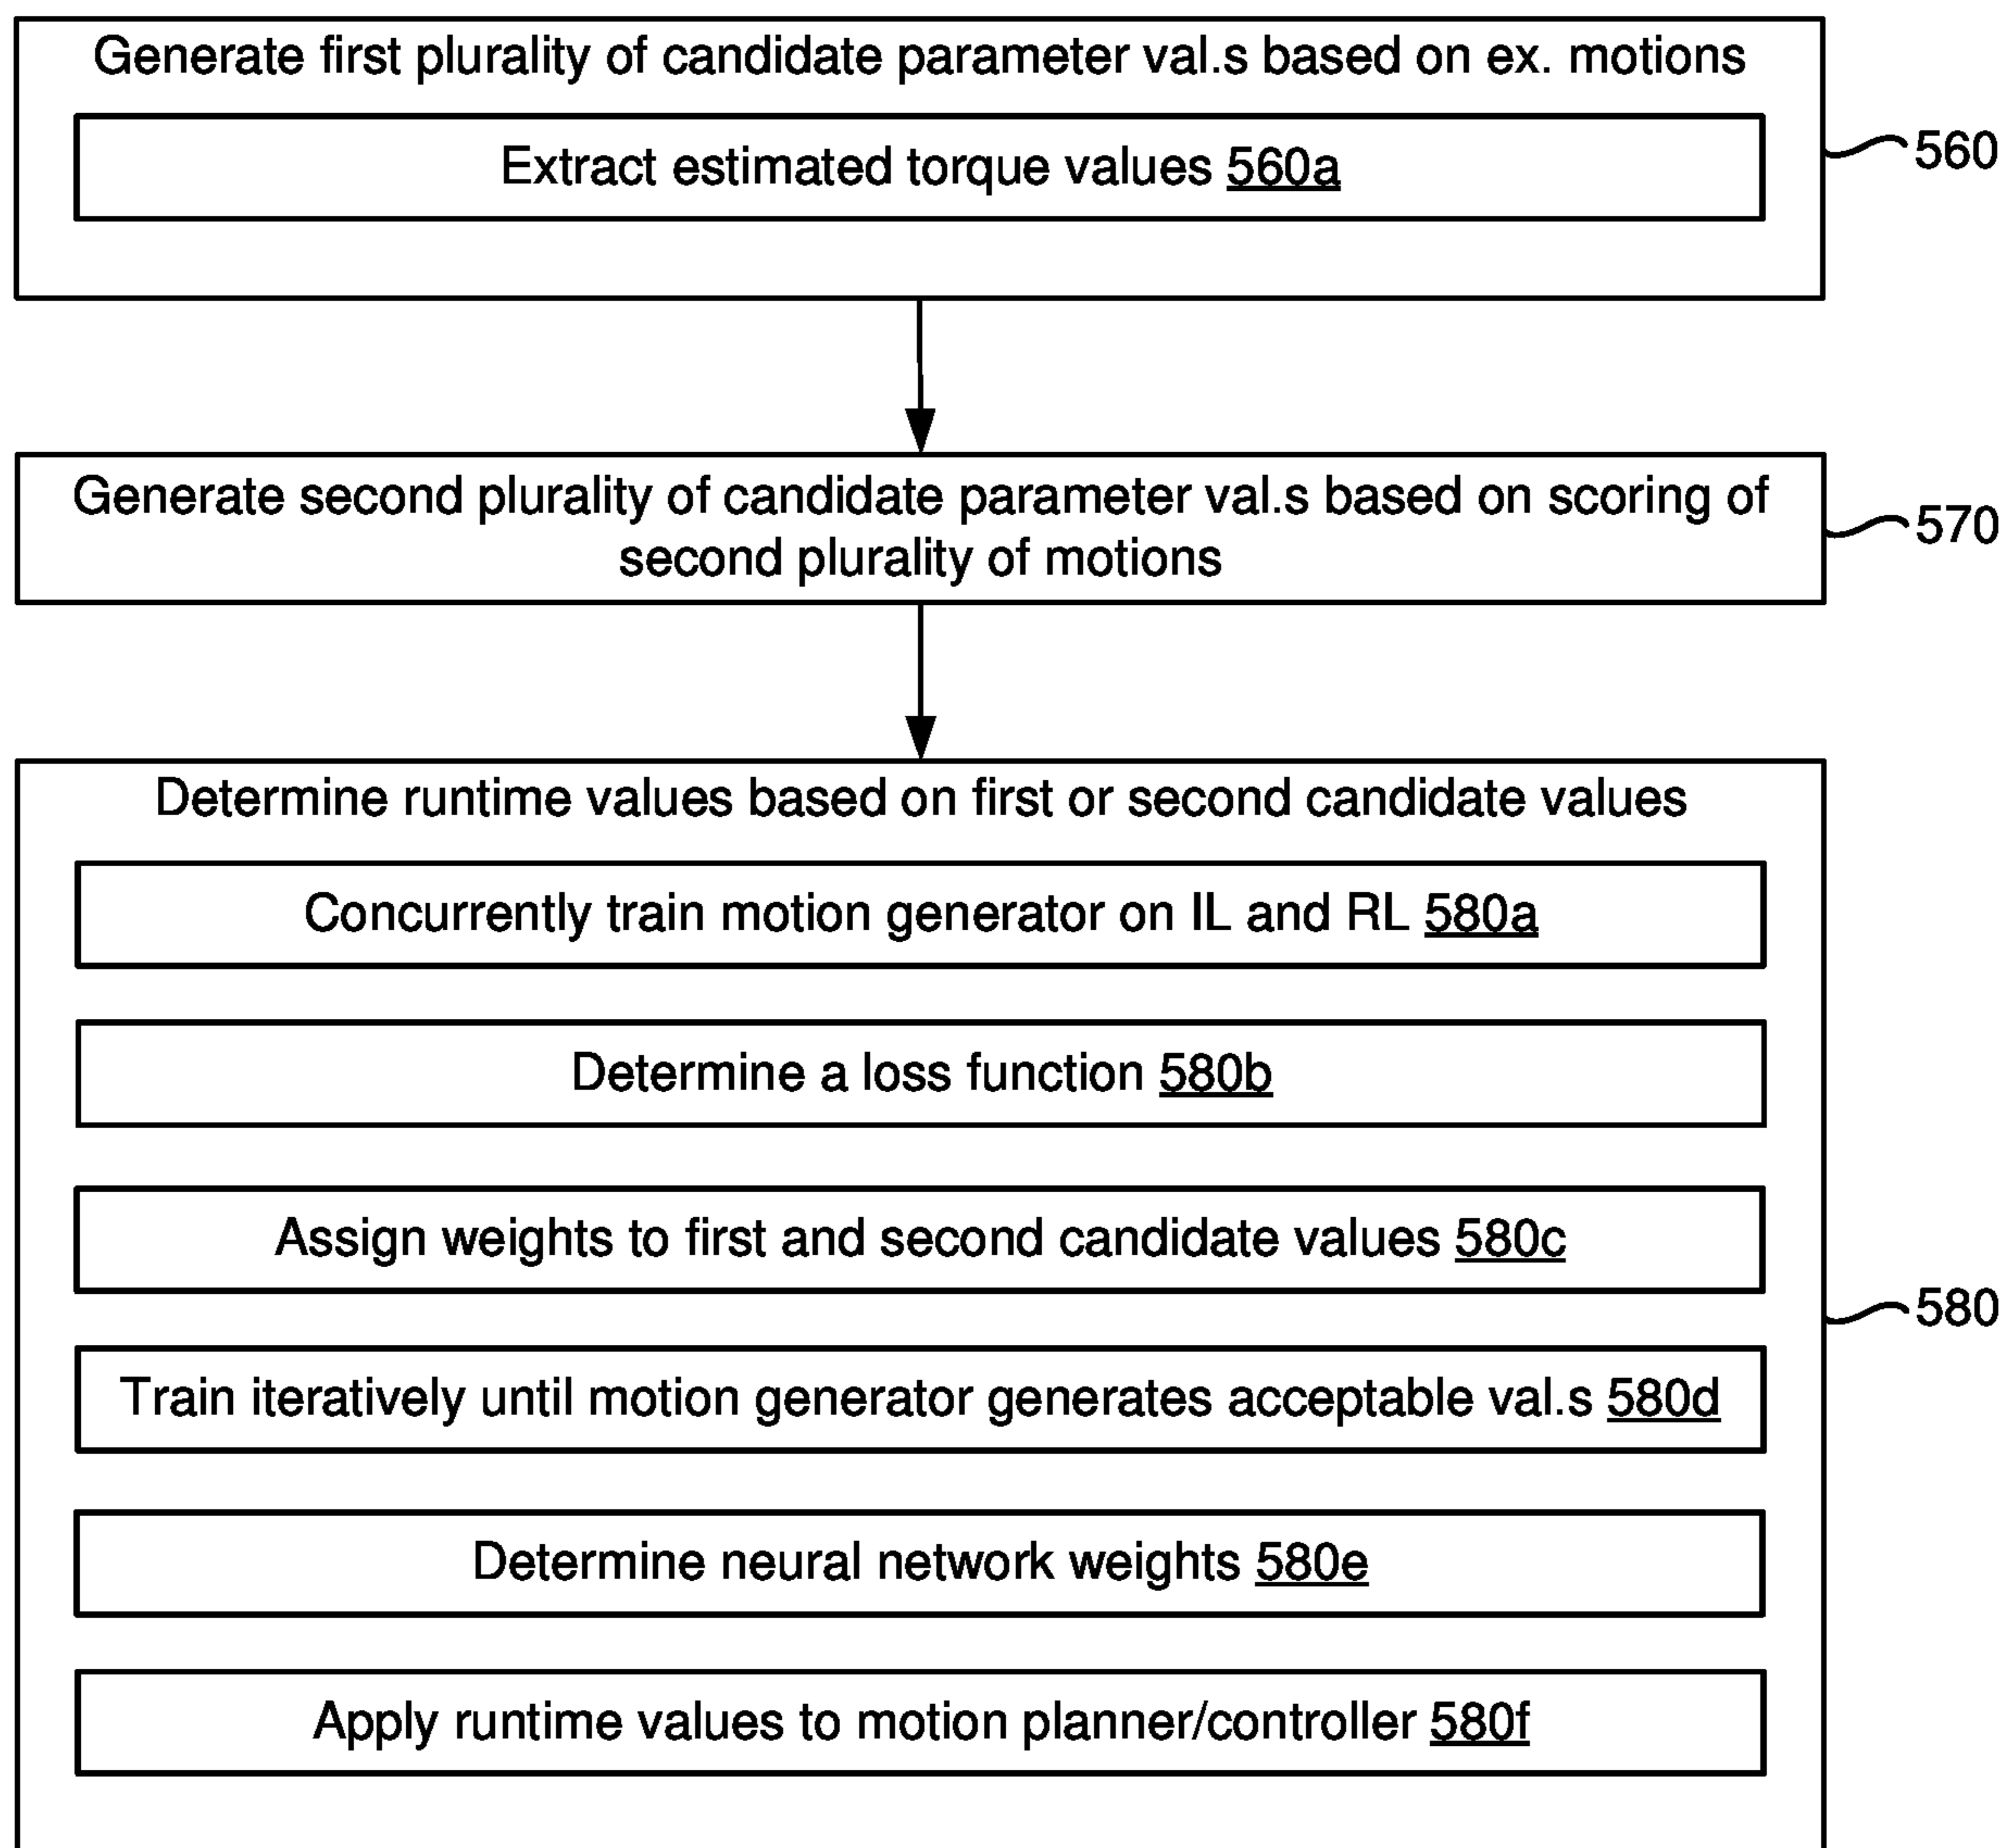 Generate first plurality of candidate parameter val.s based on ex. motions
Extract estimated torque values 560a
560
Generate second plurality of candidate parameter val.s based on scoring of
second plurality of motions
570
Determine runtime values based on first or second candidate values
Concurrently train motion generator on IL and RL 580a
Determine a loss function 580b
Assign weights to first and second candidate values 580c
580
Train iteratively until motion generator generates acceptable val.s 580d
Determine neural network weights 580e
Apply runtime values to motion planner/controller 580f